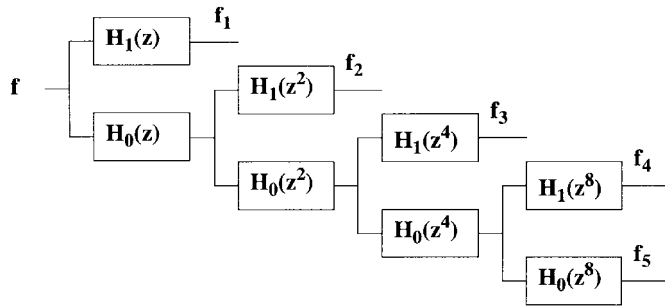 f₁
H₁(z)
f
f₂
H₁(z²)
H₀(z)
f₃
H₁(z⁴)
H₀(z²)
f₄
H₁(z⁸)
H₀(z⁴)
f₅
H₀(z⁸)